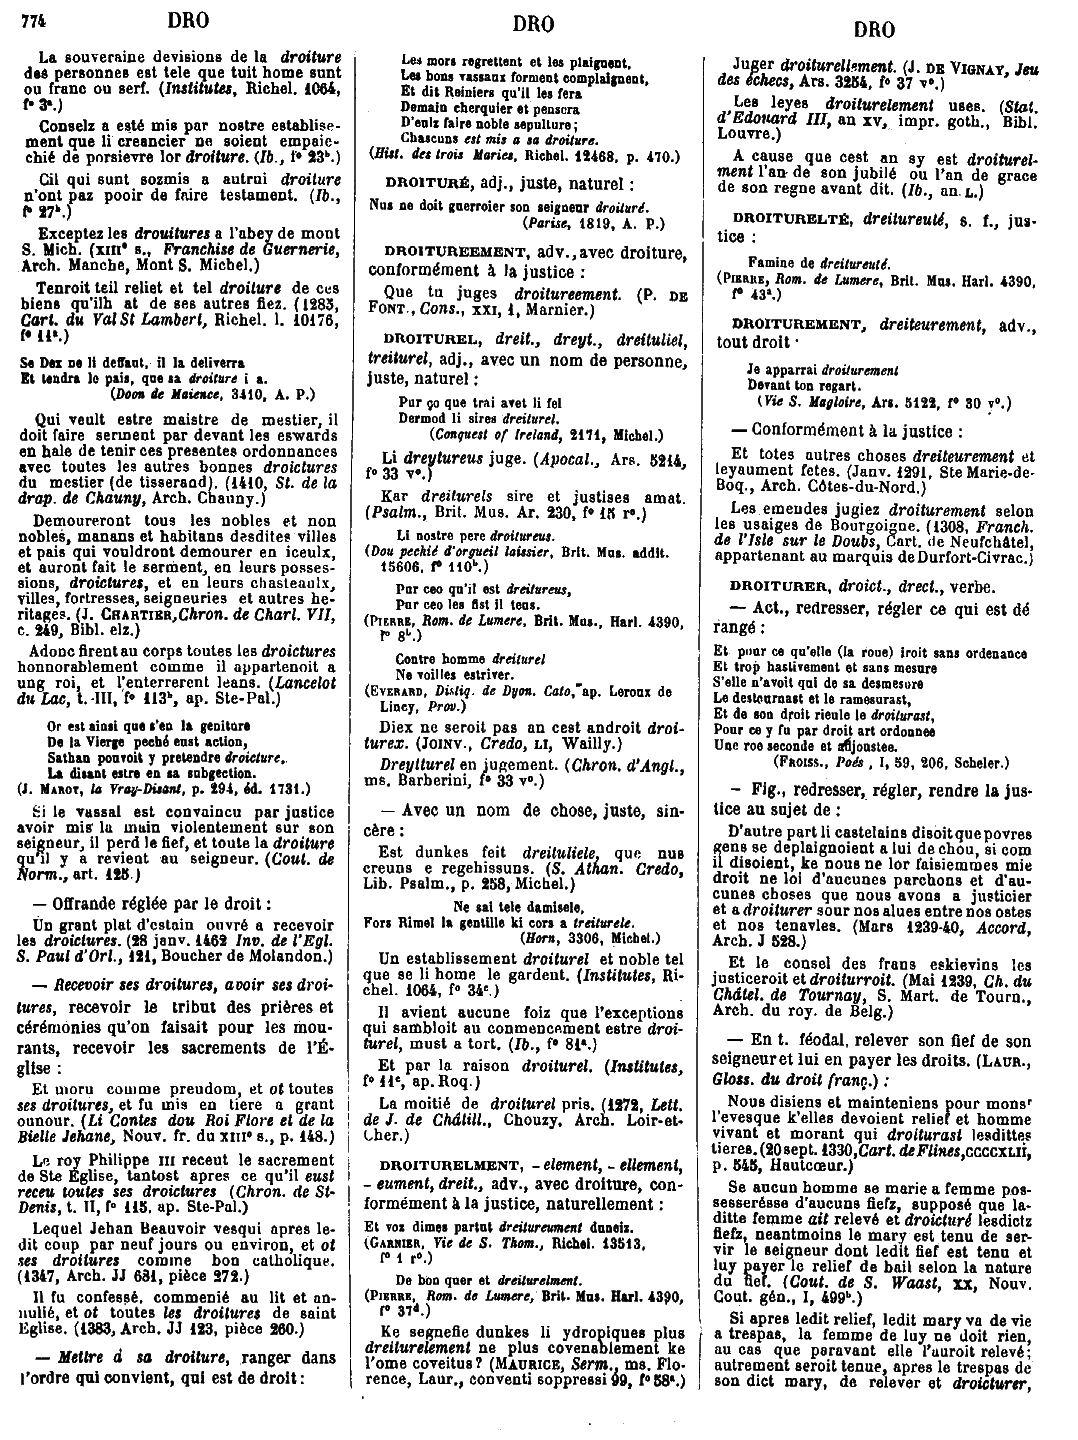 774 DRO DRO DRO
La souveraine devisions de la droiture
des personnes est tele que tuit home sunt
ou franc ou serf. (Institutes, Richel. 1064,
f° 3ª.)
Conselz a esté mis par nostre establise-
ment que li creancier ne soient empaic-
chié de porsievre lor droiture. (Ib., f° 23ᵇ.)
Cil qui sunt sozmis a autrui droiture
n'ont paz pooir de faire testament. (Ib.,
f° 27ᵇ.)
Exceptez les drouitures a l'abey de mont
S. Mich. (XIIIᵉ s., Franchise de Guernerie,
Arch. Manche, Mont S. Michel.)
Tenroit teil reliet et tel droiture de ces
biens qu'ilh at de ses autres fiez. (1283,
Cart. du Val St Lambert, Richel. l. 10176,
f° 11ᵃ.)
Se Dex ne li deffant, il la deliverra
Et tendra le pais, que sa droiture i a.
(Doon de Maience, 3410, A. P.)
Qui veult estre maistre de mestier, il
doit faire serment par devant les eswards
en hale de tenir ces presentes ordonnances
avec toutes les autres bonnes droictures
du mestier (de tisserand). (1410, St. de la
drap. de Chauny, Arch. Chauny.)
Demoureront tous les nobles et non
nobles, manans et habitans desdites villes
et pais qui vouldront demourer en iceulx,
et auront fait le serment, en leurs posses-
sions, droictures, et en leurs chasteaulx,
villes, fortresses, seigneuries et autres he-
ritages. (J. CHARTIER, Chron. de Charl. VII,
c. 249, Bibl. elz.)
Adonc firent au corps toutes les droictures
honnorablement comme il appartenoit a
ung roi, et l'enterrerent leans. (Lancelot
du Lac, t. III, f° 113ᵇ, ap. Ste-Pal.)
Or est ainsi que s'en la geniture
De la Vierge peché eust action,
Sathan pouvoit y pretendre droicture,
La disant estre en sa subgection.
(J. MAROT, la Vray-Disant, p. 294, éd. 1731.)
Si le vassal est convaincu par justice
avoir mis la main violentement sur son
seigneur, il perd le fief, et toute la droiture
qu'il y a revient au seigneur. (Cout. de
Norm., art. 125.)
— Offrande réglée par le droit :
Un grant plat d'estain ouvré a recevoir
les droictures. (28 janv. 1462 Inv. de l'Egl.
S. Paul d'Orl., 121, Boucher de Molandon.)
— Recevoir ses droitures, avoir ses droi-
tures, recevoir le tribut des prières et
cérémonies qu'on faisait pour les mou-
rants, recevoir les sacrements de l'É-
glise :
Et moru comme preudom, et ot toutes
ses droitures, et fu mis en tiere a grant
ounour. (Li Contes dou Roi Flore et de la
Bielle Jehane, Nouv. fr. du XIIIᵉ s., p. 148.)
Le roy Philippe III receut le sacrement
de Ste Eglise, tantost apres ce qu'il eust
receu toutes ses droictures (Chron. de St-
Denis, t. II, f° 115, ap. Ste-Pal.)
Lequel Jehan Beauvoir vesqui apres le-
dit coup par neuf jours ou environ, et ot
ses droitures comme bon catholique.
(1347, Arch. JJ 681, pièce 272.)
Il fu confessé, commenié au lit et an-
nulié, et ot toutes les droitures de saint
Eglise. (1383, Arch. JJ 123, pièce 260.)
— Mettre à sa droiture, ranger dans
l'ordre qui convient, qui est de droit :
Les mors regrettent et les plaignent,
Les bons vassaux forment complaignent,
Et dit Reiniers qu'il les fera
Demain cherquier et pensera
D'eulz faire noble sepulture ;
Chascuns est mis a sa droiture.
(Hist. des trois Maries, Richel. 12468, p. 470.)
DROITURÉ, adj., juste, naturel :
Nus ne doit guerroier son seigneur droituré.
(Parise, 1819, A. P.)
DROITUREEMENT, adv., avec droiture,
conformément à la justice :
Que tu juges droitureement. (P. DE
FONT., Cons., XXI, 1, Marnier.)
DROITUREL, dreit., dreyt., dreituliel,
treiturel, adj., avec un nom de personne,
juste, naturel :
Pur ço que trai avet li fel
Dermod li sires dreiturel.
(Conquest of Ireland, 2171, Michel.)
Li dreytureus juge. (Apocal., Ars. 5214,
f° 33 v°.)
Kar dreiturels sire et justises amat.
(Psalm., Brit. Mus. Ar. 230, f° 15 r°.)
Li nostre pere droitureus.
(Dou pechié d'orgueil laissier, Brit. Mus. addit.
15606, f° 110ᵇ.)
Pur ceo qu'il est dreitureus,
Pur ceo les fist il teus.
(PIERRE, Rom. de Lumere, Brit. Mus., Harl. 4390,
f° 8ᵇ.)
Contre homme dreiturel
Ne voilles estriver.
(EVERARD, Distiq. de Dyon. Cato, ap. Leroux de
Lincy, Prov.)
Diex ne seroit pas an cest androit droi-
turex. (JOINV., Credo, LI, Wailly.)
Dreylturel en jugement. (Chron. d'Angl.,
ms. Barberini, f° 33 v°.)
— Avec un nom de chose, juste, sin-
cère :
Est dunkes feit dreituliele, que nus
creuns e regehissuns. (S. Athan. Credo,
Lib. Psalm., p. 258, Michel.)
Ne sai tele damisele,
Fors Rimel la gentille ki cors a treiturele.
(Horn, 3306, Michel.)
Un establissement droiturel et noble tel
que se li home le gardent. (Institutes, Ri-
chel. 1064, f° 34ᶜ.)
Il avient aucune foiz que l'exceptions
qui sambloit au conmencement estre droi-
turel, must a tort. (Ib., f° 81ᵃ.)
Et par la raison droiturel. (Institutes,
f° 11ᶜ, ap. Roq.)
La moitié de droiturel pris. (1272, Lett.
de J. de Châtill., Chouzy, Arch. Loir-et-
Cher.)
DROITURELMENT, - element, - ellement,
- eument, dreit., adv., avec droiture, con-
formément à la justice, naturellement :
Et voz dimes partut dreitureument duneiz.
(GARNIER, Vie de S. Thom., Richel. 13513,
f° 1 r°.)
De bon quer et dreiturelment.
(PIERRE, Rom. de Lumere, Brit. Mus. Harl. 4390,
f° 37ᵈ.)
Ke segnefie dunkes li ydropiques plus
dreiturelement ne plus covenablement ke
l'ome coveitus ? (MAURICE, Serm., ms. Flo-
rence, Laur., conventi soppressi 99, f° 58ᵃ.)
Juger droiturellement. (J. DE VIGNAY, Jeu
des échecs, Ars. 3254, f° 37 v°.)
Les leyes droiturelement uses. (Stat.
d'Edouard III, an XV, impr. goth., Bibl.
Louvre.)
A cause que cest an sy est droiturel-
ment l'an de son jubilé ou l'an de grace
de son regne avant dit. (Ib., an. L.)
DROITURELTÉ, dreitureuté, s. f., jus-
tice :
Famine de dreitureuté.
(PIERRE, Rom. de Lumere, Brit. Mus. Harl. 4390,
f° 43ᵃ.)
DROITUREMENT, dreiteurement, adv.,
tout droit :
Je apparrai droiturement
Devant ton regart.
(Vie S. Magloire, Ars. 5122, f° 30 v°.)
— Conformément à la justice :
Et totes autres choses dreiteurement et
leyaument fetes. (Janv. 1291, Ste Marie-de-
Boq., Arch. Côtes-du-Nord.)
Les emendes jugiez droiturement selon
les usaiges de Bourgoigne. (1308, Franch.
de l'Isle sur le Doubs, Cart. de Neufchâtel,
appartenant au marquis de Durfort-Civrac.)
DROITURER, droict., drect., verbe.
— Act., redresser, régler ce qui est dé
rangé :
Et pour ce qu'elle (la roue) iroit sans ordenance
Et trop hastivement et sans mesure
S'elle n'avoit qui de sa desmesure
Le destournast et le ramesurast,
Et de son droit rieule le droiturast,
Pour ce y fu par droit art ordonnee
Une roe seconde et adjoustee.
(FROISS., Poés., I, 59, 206, Scheler.)
— Fig., redresser, régler, rendre la jus-
tice au sujet de :
D'autre part li castelains disoit que povres
gens se deplaignoient a lui de chou, si com
il disoient, ke nous ne lor faisiemmes mie
droit ne loi d'aucunes parchons et d'au-
cunes choses que nous avons a justicier
et a droiturer sour nos alues entre nos ostes
et nos tenavles. (Mars 1239-40, Accord,
Arch. J 528.)
Et le consel des frans eskievins les
justiceroit et droiturroit. (Mai 1239, Ch. du
Châtel. de Tournay, S. Mart. de Tourn.,
Arch. du roy. de Belg.)
— En t. féodal, relever son fief de son
seigneur et lui en payer les droits. (LAUR.,
Gloss. du droit franç.) :
Nous disiens et mainteniens pour monsʳ
l'evesque k'elles devoient relief et homme
vivant et morant qui droiturast lesdittes
tieres. (20 sept. 1330, Cart. de Flines, CCCCXLII,
p. 545, Hautcœur.)
Se aucun homme se marie a femme pos-
sesserésse d'aucuns fiefz, supposé que la-
ditte femme ait relevé et droicturé lesdictz
fiefz, neantmoins le mary est tenu de ser-
vir le seigneur dont ledit fief est tenu et
luy payer le relief de bail selon la nature
du fief. (Cout. de S. Waast, XX, Nouv.
Cout. gén., I, 499ᵇ.)
Si apres ledit relief, ledit mary va de vie
a trespas, la femme de luy ne doit rien,
au cas que paravant elle l'auroit relevé ;
autrement seroit tenue, apres le trespas de
son dict mary, de relever et droicturer,